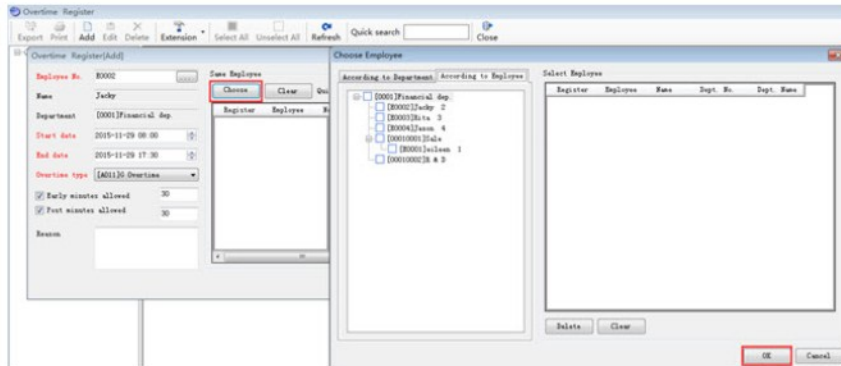 Overtime Register
Export Print Add Edit Delete Extension Select All Unselect All Refresh Quick search Close
Overtime Register[Add]
Employee No. E0002 ....
Name Jacky
Department [0001]Financial dep.
Start date 2015-11-29 08:00
End date 2015-11-29 17:30
Overtime type [A011]G.Overtime
Early minutes allowed 30
Post minutes allowed 30
Reason
Same Employee
Choose Clear
Register Employee
Choose Employee
According to Department According to Employee
[0001]Financial dep.
[E0002]Jacky 2
[E0003]Rita 3
[E0004]Jason 4
[00010001]Sale
[E0001]eileen 1
[00010002]R & D
Select Employee
Register Employee Name Dept. No. Dept. Name
Delete Clear
OK Cancel